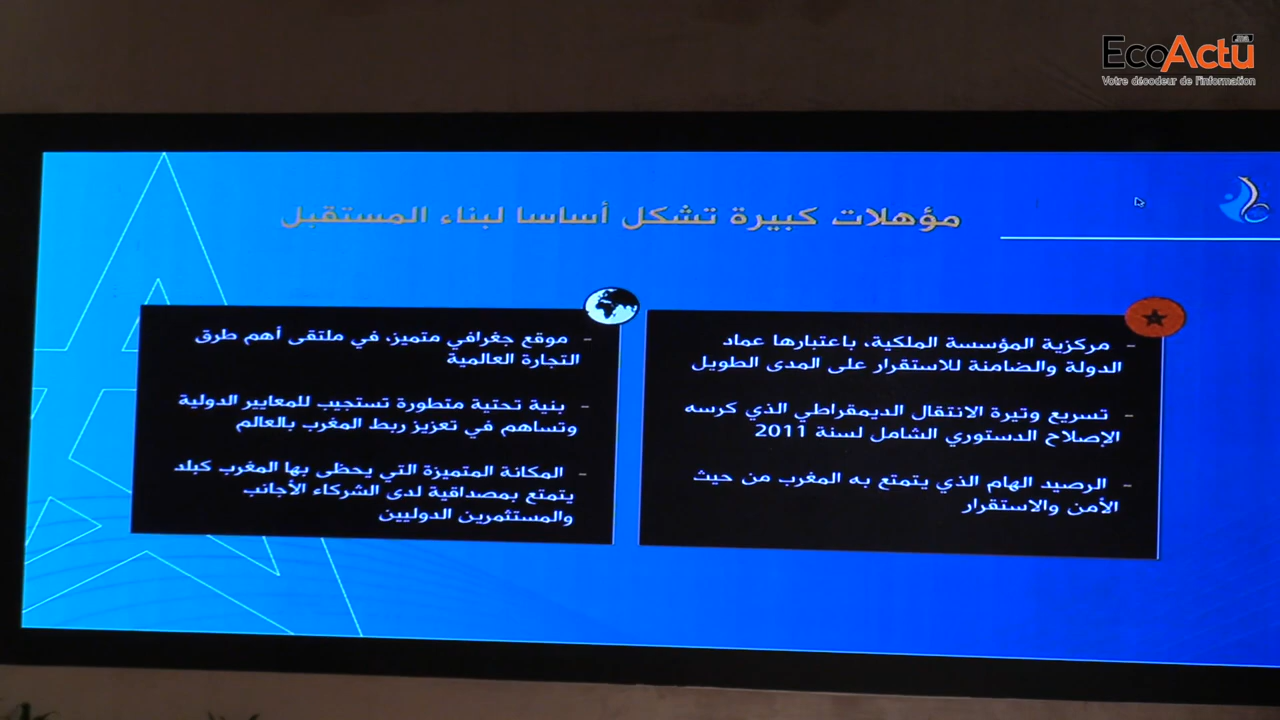 EcoActu
.ma
Votre décodeur de l'information
مؤهلات كبيرة تشكل أساسا لبناء المستقبل
- مركزية المؤسسة الملكية، باعتبارها عماد
الدولة والضامنة للاستقرار على المدى الطويل
- تسريع وتيرة الانتقال الديمقراطي الذي كرسه
الإصلاح الدستوري الشامل لسنة 2011
- الرصيد الهام الذي يتمتع به المغرب من حيث
الأمن والاستقرار
- موقع جغرافي متميز، في ملتقى أهم طرق
التجارة العالمية
- بنية تحتية متطورة تستجيب للمعايير الدولية
وتساهم في تعزيز ربط المغرب بالعالم
- المكانة المتميزة التي يحظى بها المغرب كبلد
يتمتع بمصداقية لدى الشركاء الأجانب
والمستثمرين الدوليين